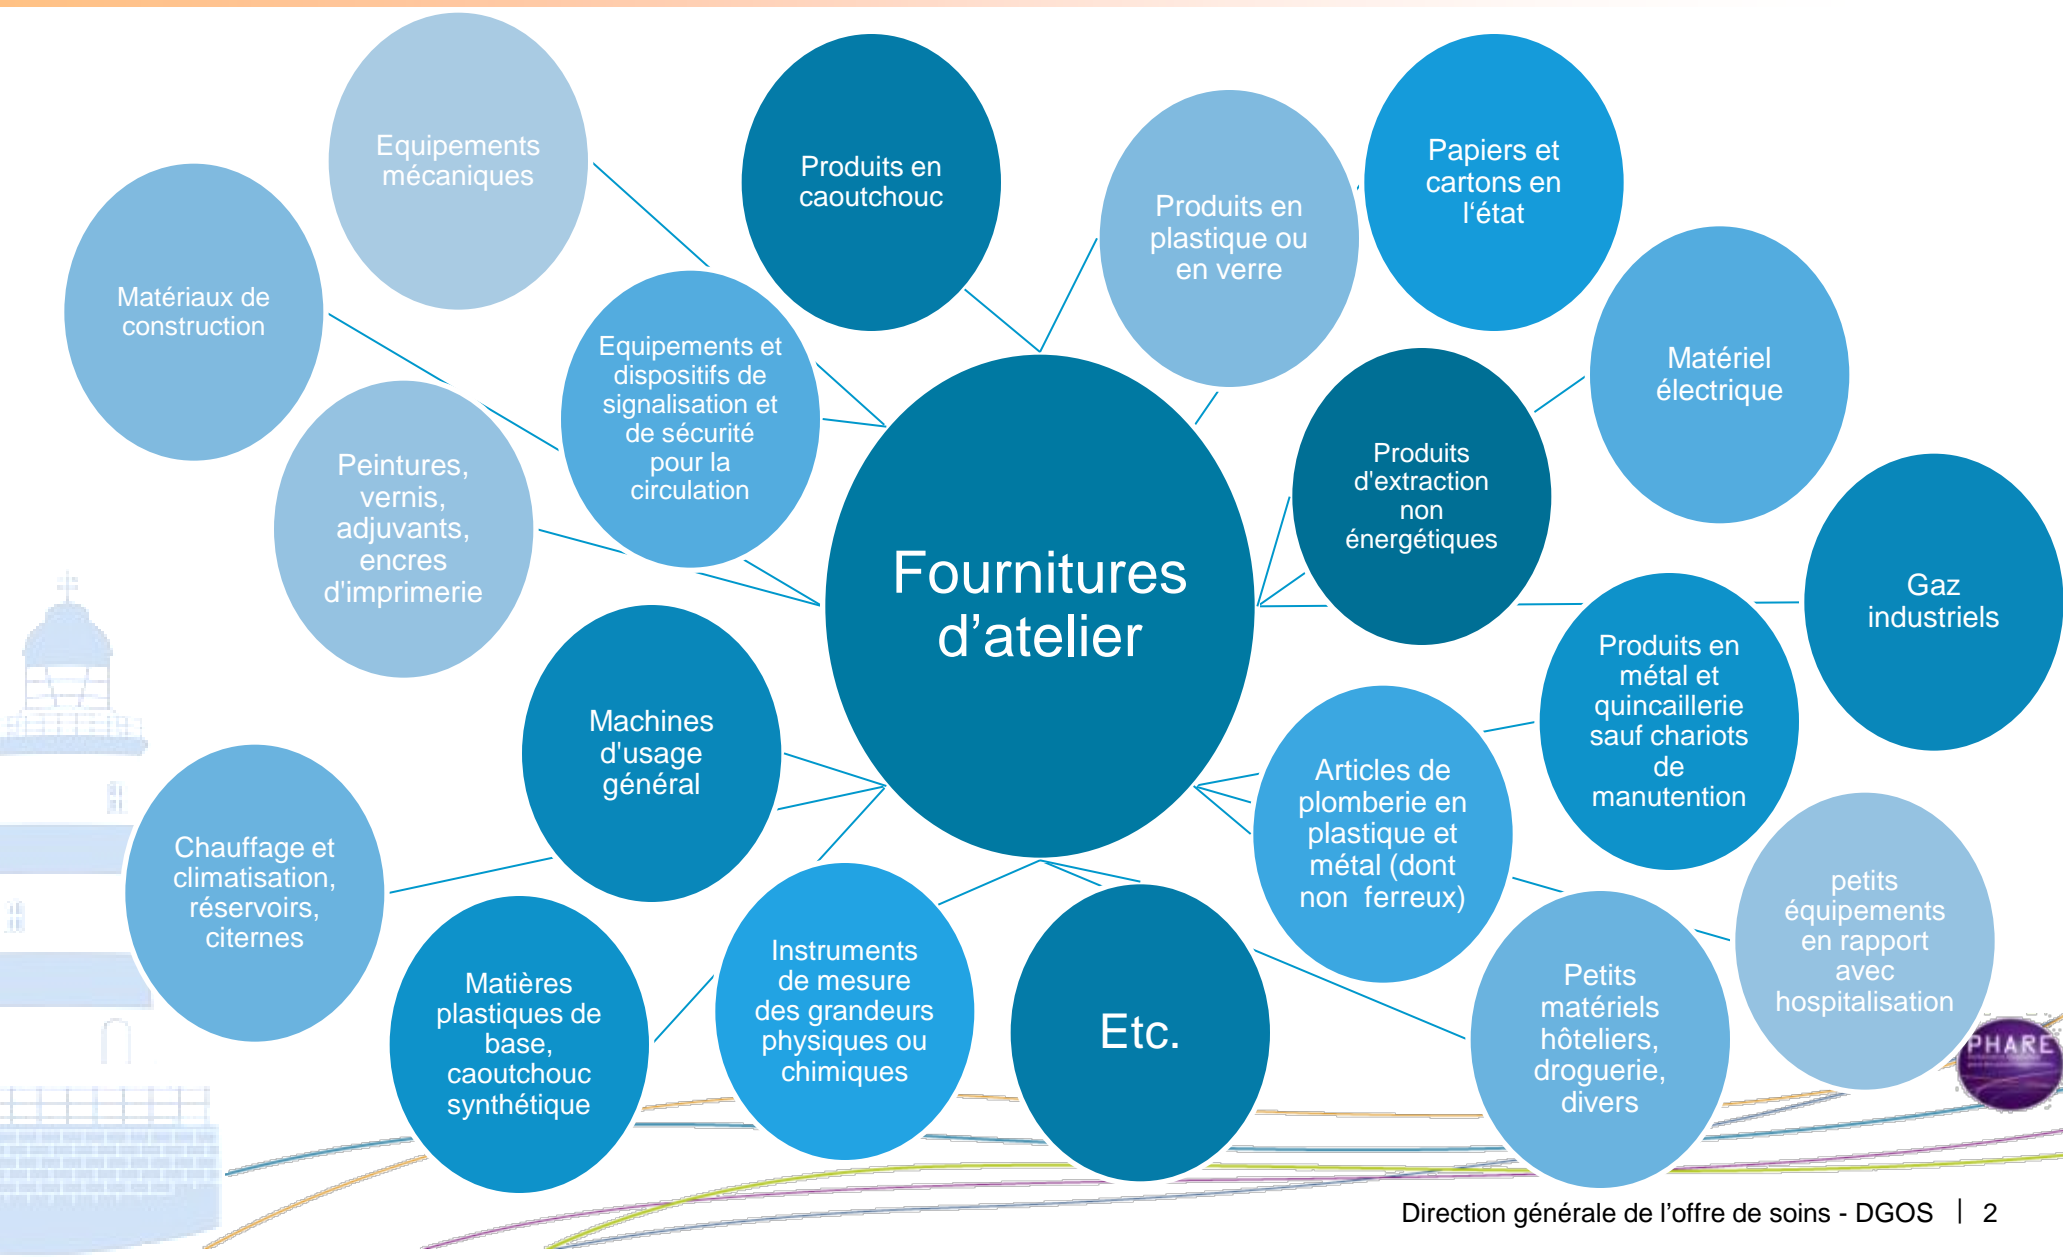 Equipements
mécaniques
Produits en
caoutchouc
Produits en
plastique ou
en verre
Papiers et
cartons en
l‘état
Matériaux de
construction
Equipements et
dispositifs de
signalisation et
de sécurité
pour la
circulation
Matériel
électrique
Peintures,
vernis,
adjuvants,
encres
d'imprimerie
Produits
d'extraction
non
énergétiques
Fournitures
d’atelier
Gaz
industriels
Machines
d'usage
général
Produits en
métal et
quincaillerie
sauf chariots
de
manutention
Articles de
plomberie en
plastique et
métal (dont
non ferreux)
Chauffage et
climatisation,
réservoirs,
citernes
petits
équipements
en rapport
avec
hospitalisation
Matières
plastiques de
base,
caoutchouc
synthétique
Instruments
de mesure
des grandeurs
physiques ou
chimiques
Etc.
Petits
matériels
hôteliers,
droguerie,
divers
PHARE
Direction générale de l’offre de soins - DGOS | 2